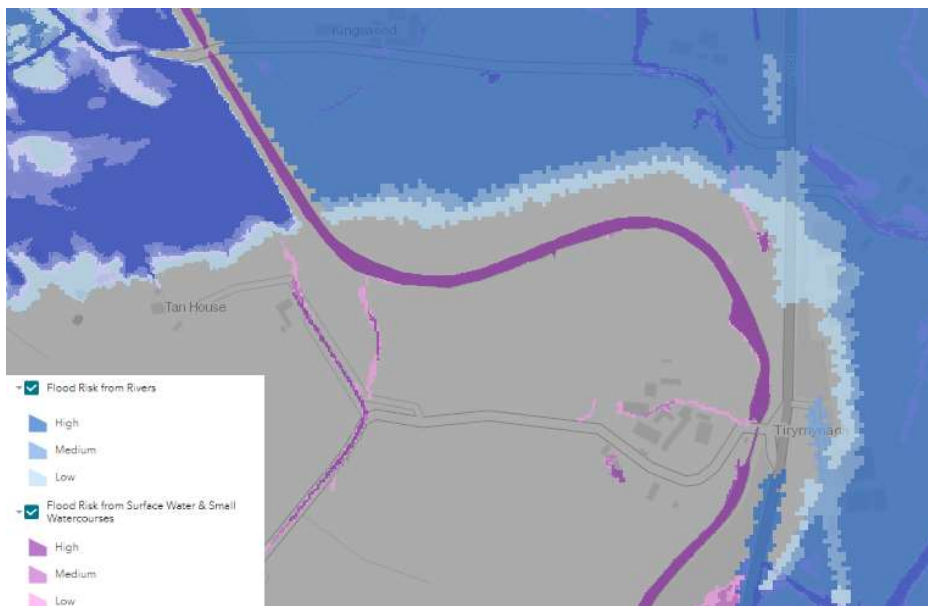 Kingswood
Tan House
Tirymynach
Flood Risk from Rivers
High
Medium
Low
Flood Risk from Surface Water & Small
Watercourses
High
Medium
Low